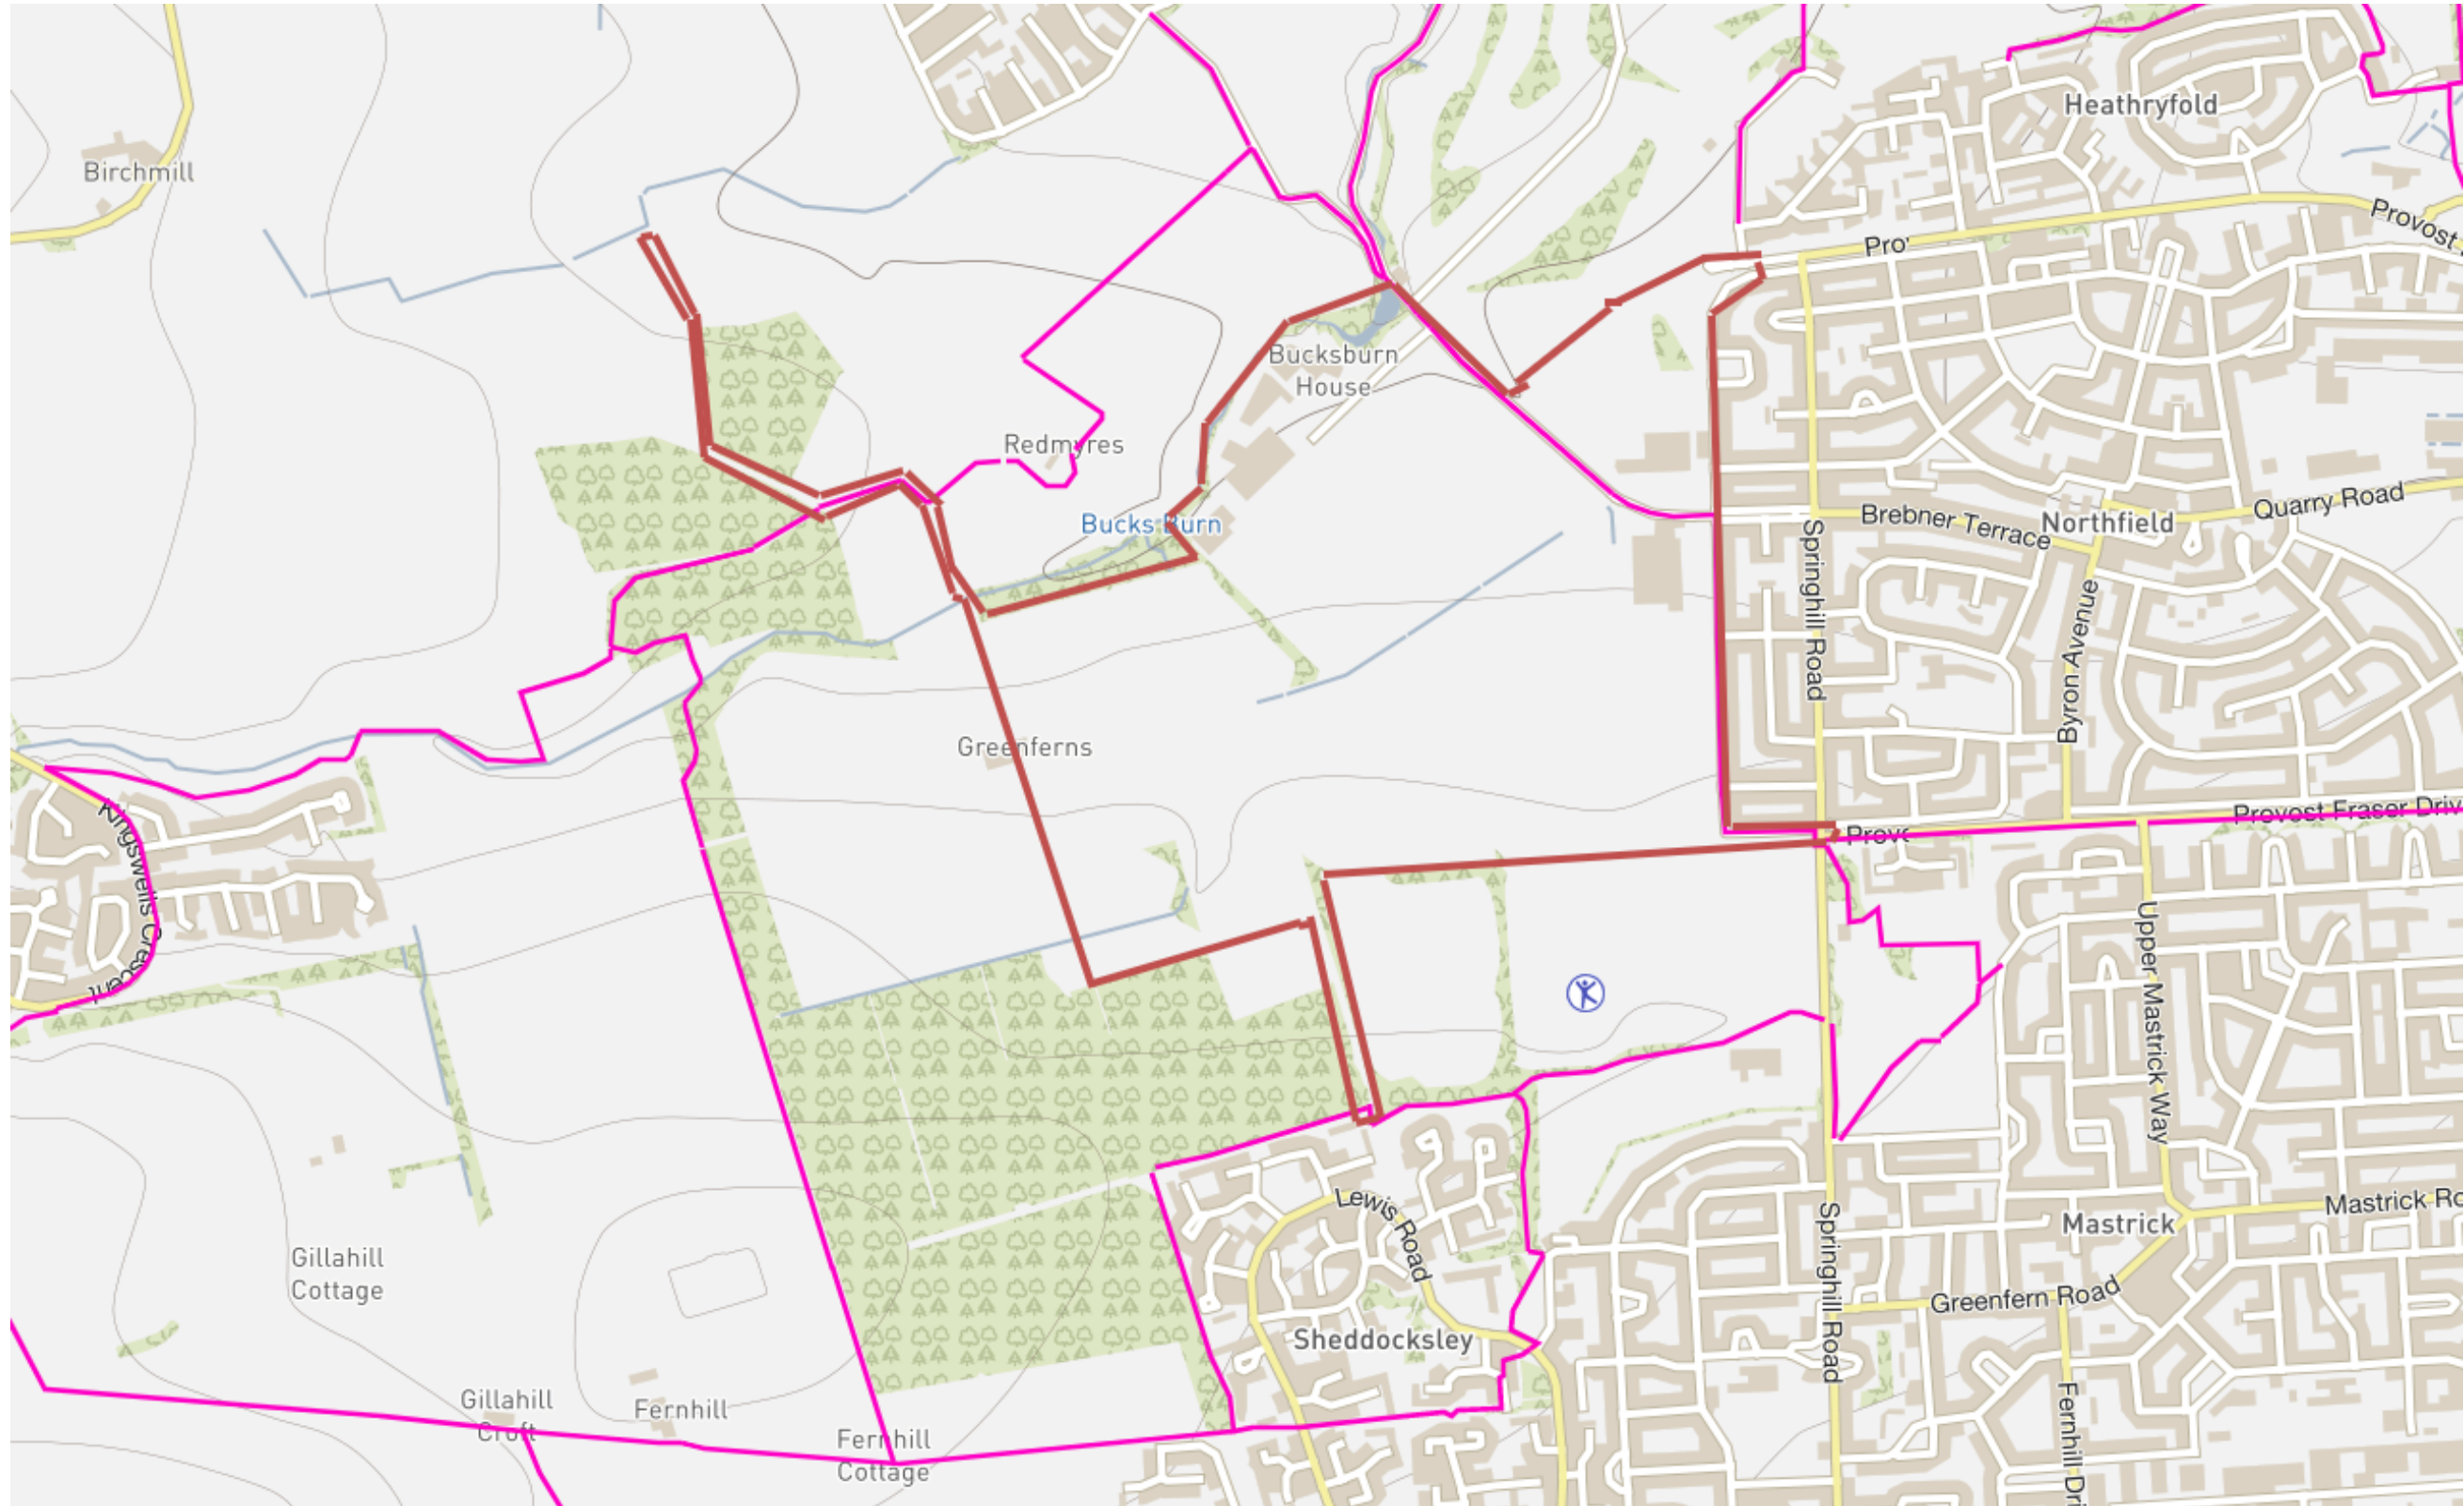 Heathryfold
Birchmill
Provost
Pro'
Bucksburn
House
Redmyres
Quarry Road
Brebner Terrace
Northfield
Bucks Burn
Springhill Road
Byron Avenue
Greenferns
Kingswells Crescent
Provost Fraser Driv
Prove
Upper Mastrick Way
Lewis Road
Mastrick Ro
Mastrick
Gillahill
Cottage
Springhill Road
Greenfern Road
Sheddocksley
Gillahill
Croft
Fernhill
Fernhill
Cottage
Fernhill Dri